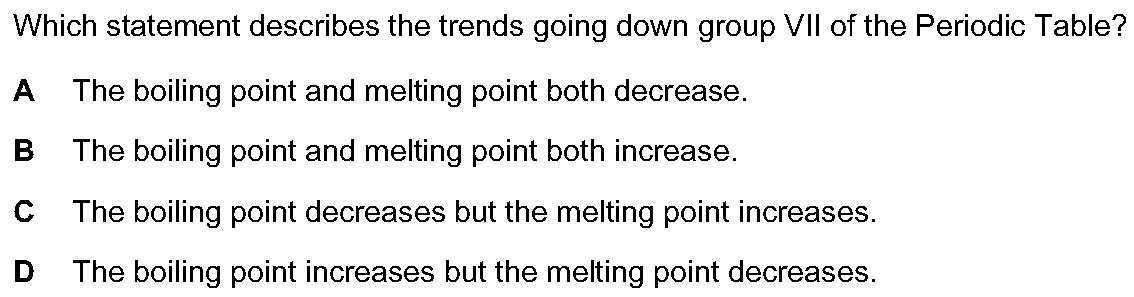 Which statement describes the trends going down group VII of the Periodic Table?
A The boiling point and melting point both decrease.
B The boiling point and melting point both increase.
C The boiling point decreases but the melting point increases.
D The boiling point increases but the melting point decreases.